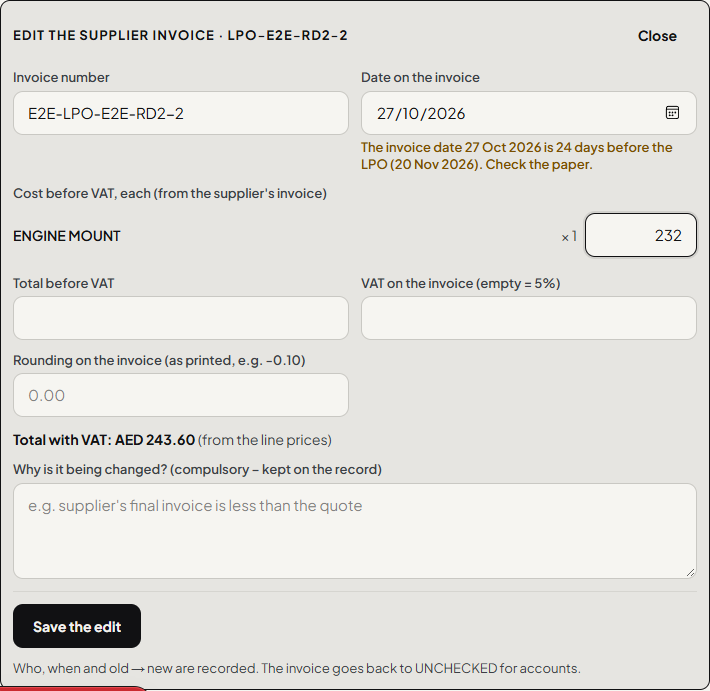 EDIT THE SUPPLIER INVOICE · LPO-E2E-RD2-2
Close
Invoice number
Date on the invoice
E2E-LPO-E2E-RD2-2
27/10/2026
The invoice date 27 Oct 2026 is 24 days before the
LPO (20 Nov 2026). Check the paper.
Cost before VAT, each (from the supplier's invoice)
ENGINE MOUNT
× 1
232
Total before VAT
VAT on the invoice (empty = 5%)
Rounding on the invoice (as printed, e.g. -0.10)
0.00
Total with VAT: AED 243.60 (from the line prices)
Why is it being changed? (compulsory – kept on the record)
e.g. supplier's final invoice is less than the quote
Save the edit
Who, when and old → new are recorded. The invoice goes back to UNCHECKED for accounts.